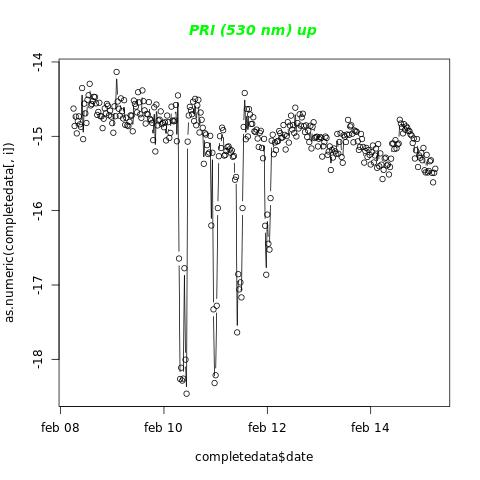 PRI (530 nm) up
-14
-15
-16
-17
-18
as.numeric(completedata[, i])
feb 08 feb 10 feb 12 feb 14
completedata$date